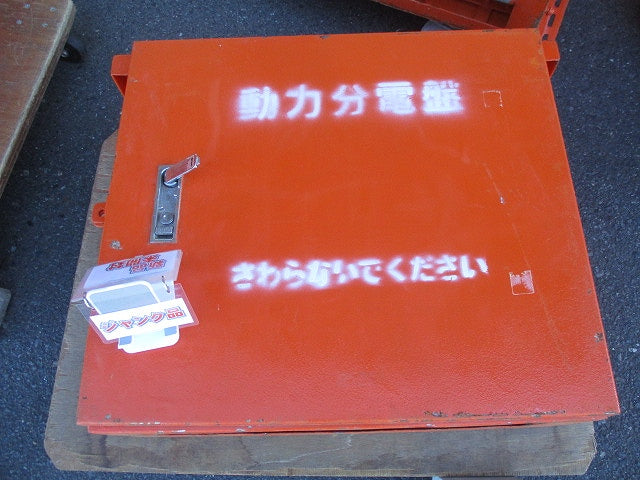 動力分電盤
さわらないでください
ジャンク品